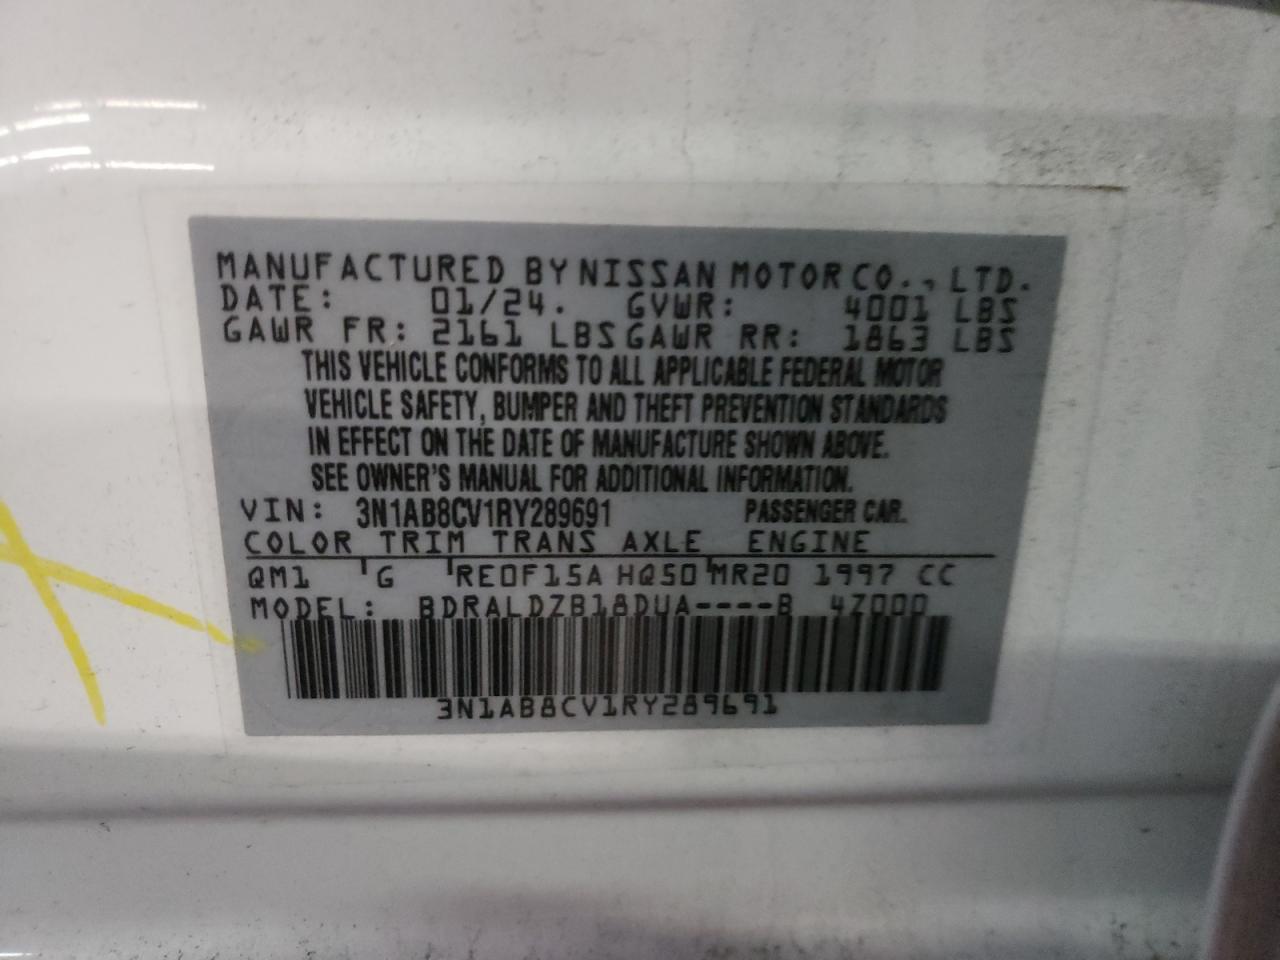 MANUFACTURED BY NISSAN MOTOR CO., LTD.
DATE: 01/24. GVWR: 4001 LBS
GAWR FR: 2161 LBS GAWR RR: 1863 LBS
THIS VEHICLE CONFORMS TO ALL APPLICABLE FEDERAL MOTOR
VEHICLE SAFETY, BUMPER AND THEFT PREVENTION STANDARDS
IN EFFECT ON THE DATE OF MANUFACTURE SHOWN ABOVE.
SEE OWNER'S MANUAL FOR ADDITIONAL INFORMATION.
VIN: 3N1AB8CV1RY289691 PASSENGER CAR.
COLOR TRIM TRANS AXLE ENGINE
QM1 G RE0F15A HQ50 MR20 1997 CC
MODEL: BDRALDZB18DUA----B 4Z000
3N1AB8CV1RY289691